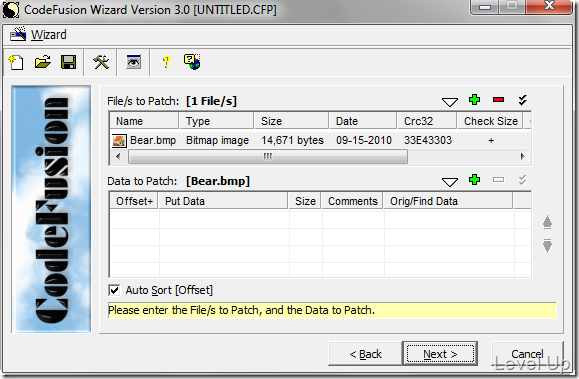 CodeFusion Wizard Version 3.0 [UNTITLED.CFP]
Wizard
CodeFusion
File/s to Patch: [1 File/s]
Name Type Size Date Crc32 Check Size
Bear.bmp Bitmap image 14,671 bytes 09-15-2010 33E43303 +
Data to Patch: [Bear.bmp]
Offset+ Put Data Size Comments Orig/Find Data
Auto Sort [Offset]
Please enter the File/s to Patch, and the Data to Patch.
< Back Next > Cancel
Level Up